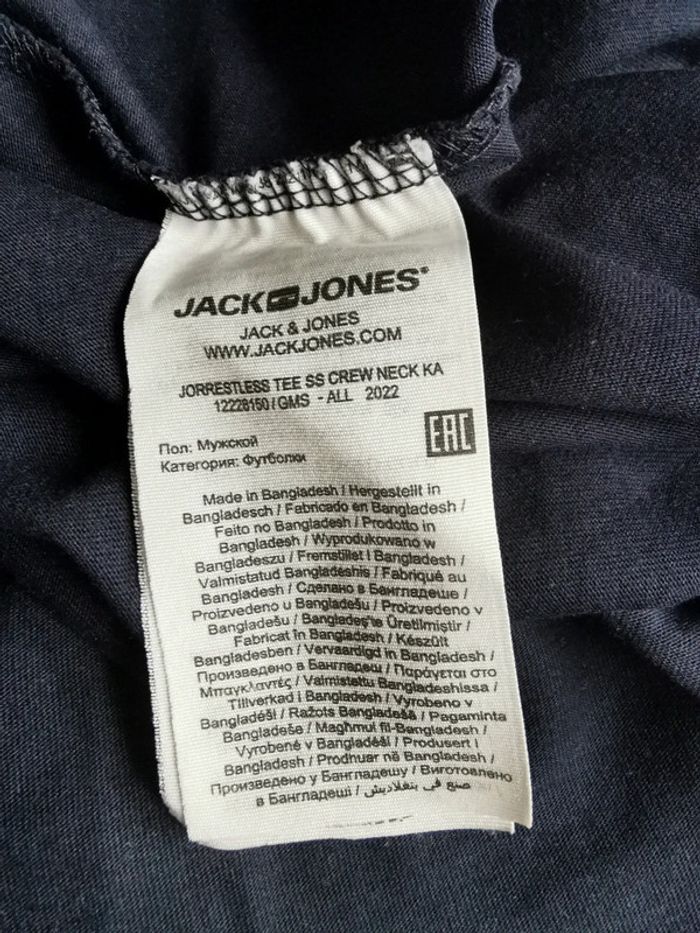 JACK JONES®
JACK & JONES
WWW.JACKJONES.COM
JORRESTLESS TEE SS CREW NECK KA
12228150 / GMS - ALL 2022
EAC
Пол: Мужской
Категория: Футболки
Made in Bangladesh / Hergestellt in
Bangladesch / Fabricado en Bangladesh /
Feito no Bangladesh / Prodotto in
Bangladesh / Wyprodukowano w
Bangladeszu / Fremstillet i Bangladesh /
Valmistatud Bangladeshis / Fabriqué au
Bangladesh / Сделано в Бангладеше /
Proizvedeno u Bangladešu / Proizvedeno v
Bangladešu / Bangladeş'te Üretilmiştir /
Fabricat în Bangladesh / Készült
Bangladesben / Vervaardigd in Bangladesh /
Произведено в Бангладеш / Παράγεται στο
Μπαγκλαντές / Valmistettu Bangladeshissa /
Tillverkad i Bangladesh / Vyrobeno v
Bangladéši / Ražots Bangladešā / Pagaminta
Bangladeše / Magħmul fil-Bangladesh /
Vyrobené v Bangladéši / Produsert i
Bangladesh / Prodhuar në Bangladesh /
Произведено у Бангладешу / Виготовлено
в Бангладеші / صنع في بنغلاديش